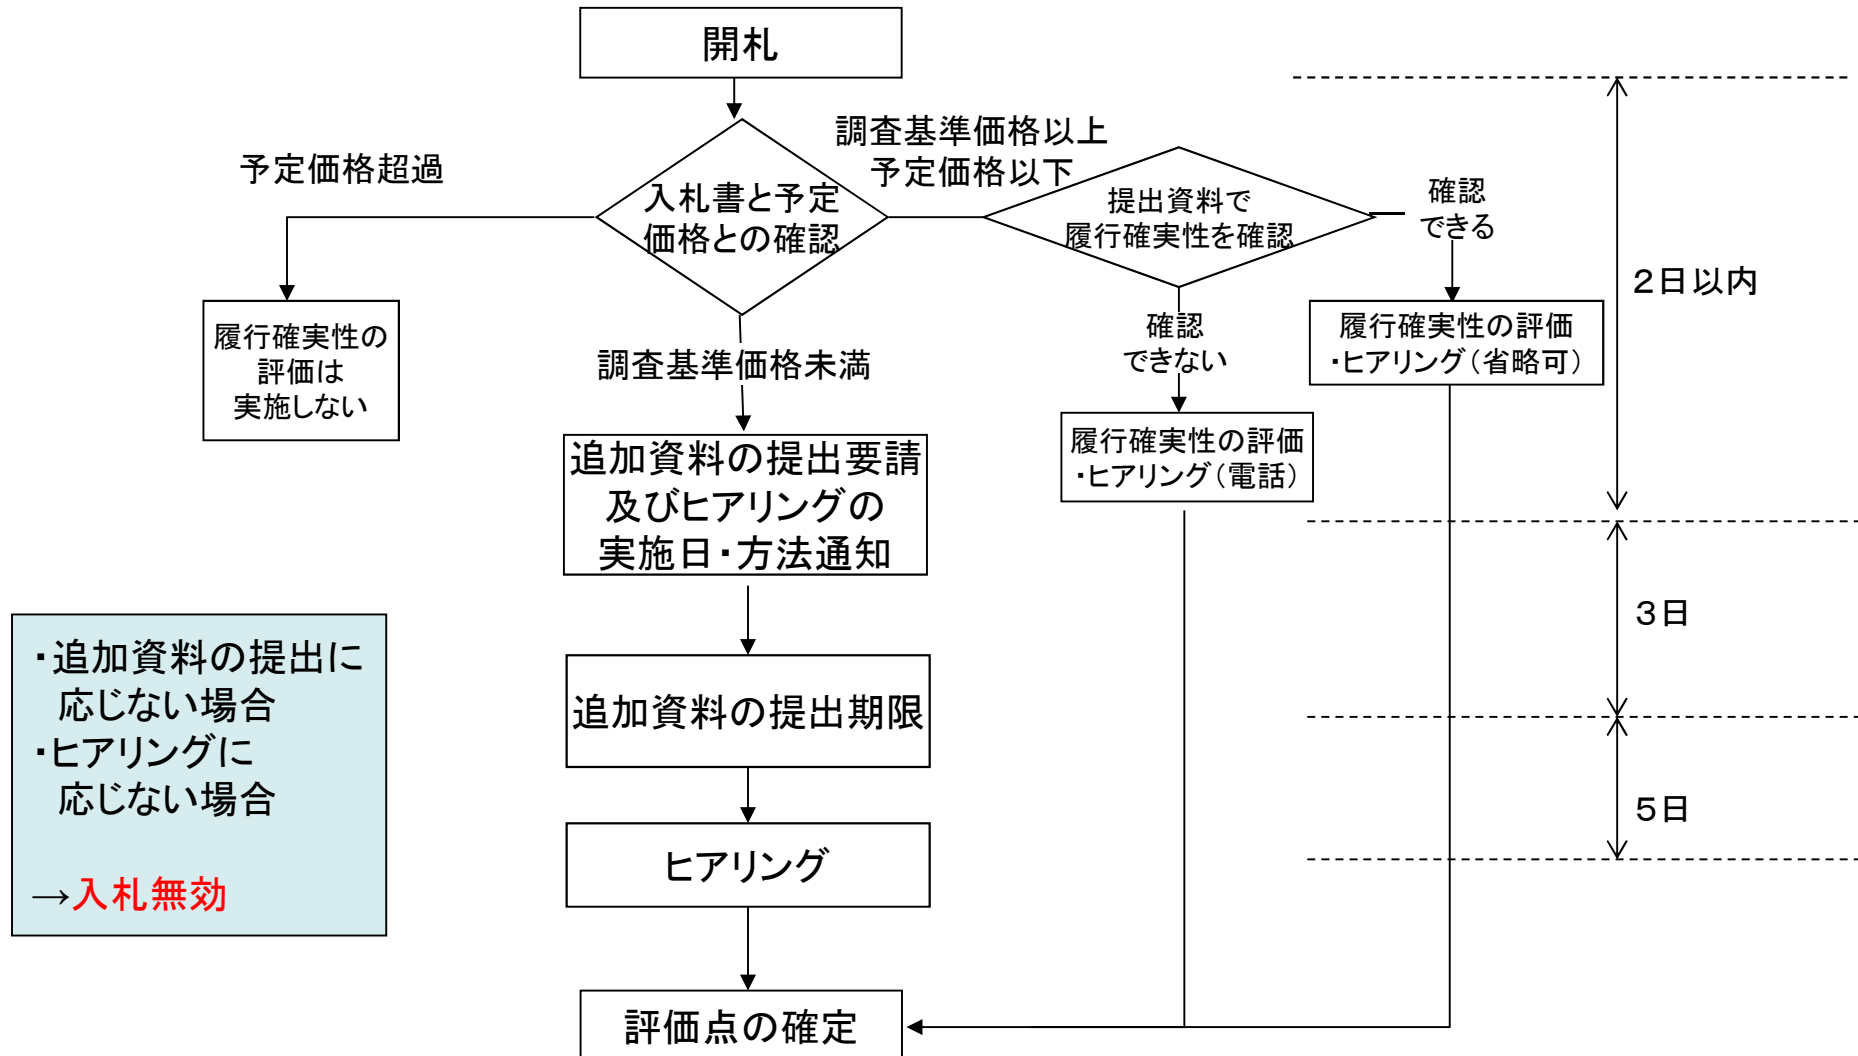 開札
調査基準価格以上
予定価格以下
予定価格超過
入札書と予定
価格との確認
提出資料で
履行確実性を確認
確認
できる
2日以内
履行確実性の
評価は
実施しない
確認
できない
履行確実性の評価
・ヒアリング（省略可）
調査基準価格未満
履行確実性の評価
・ヒアリング（電話）
追加資料の提出要請
及びヒアリングの
実施日・方法通知
3日
・追加資料の提出に
応じない場合
・ヒアリングに
応じない場合
→入札無効
追加資料の提出期限
5日
ヒアリング
評価点の確定